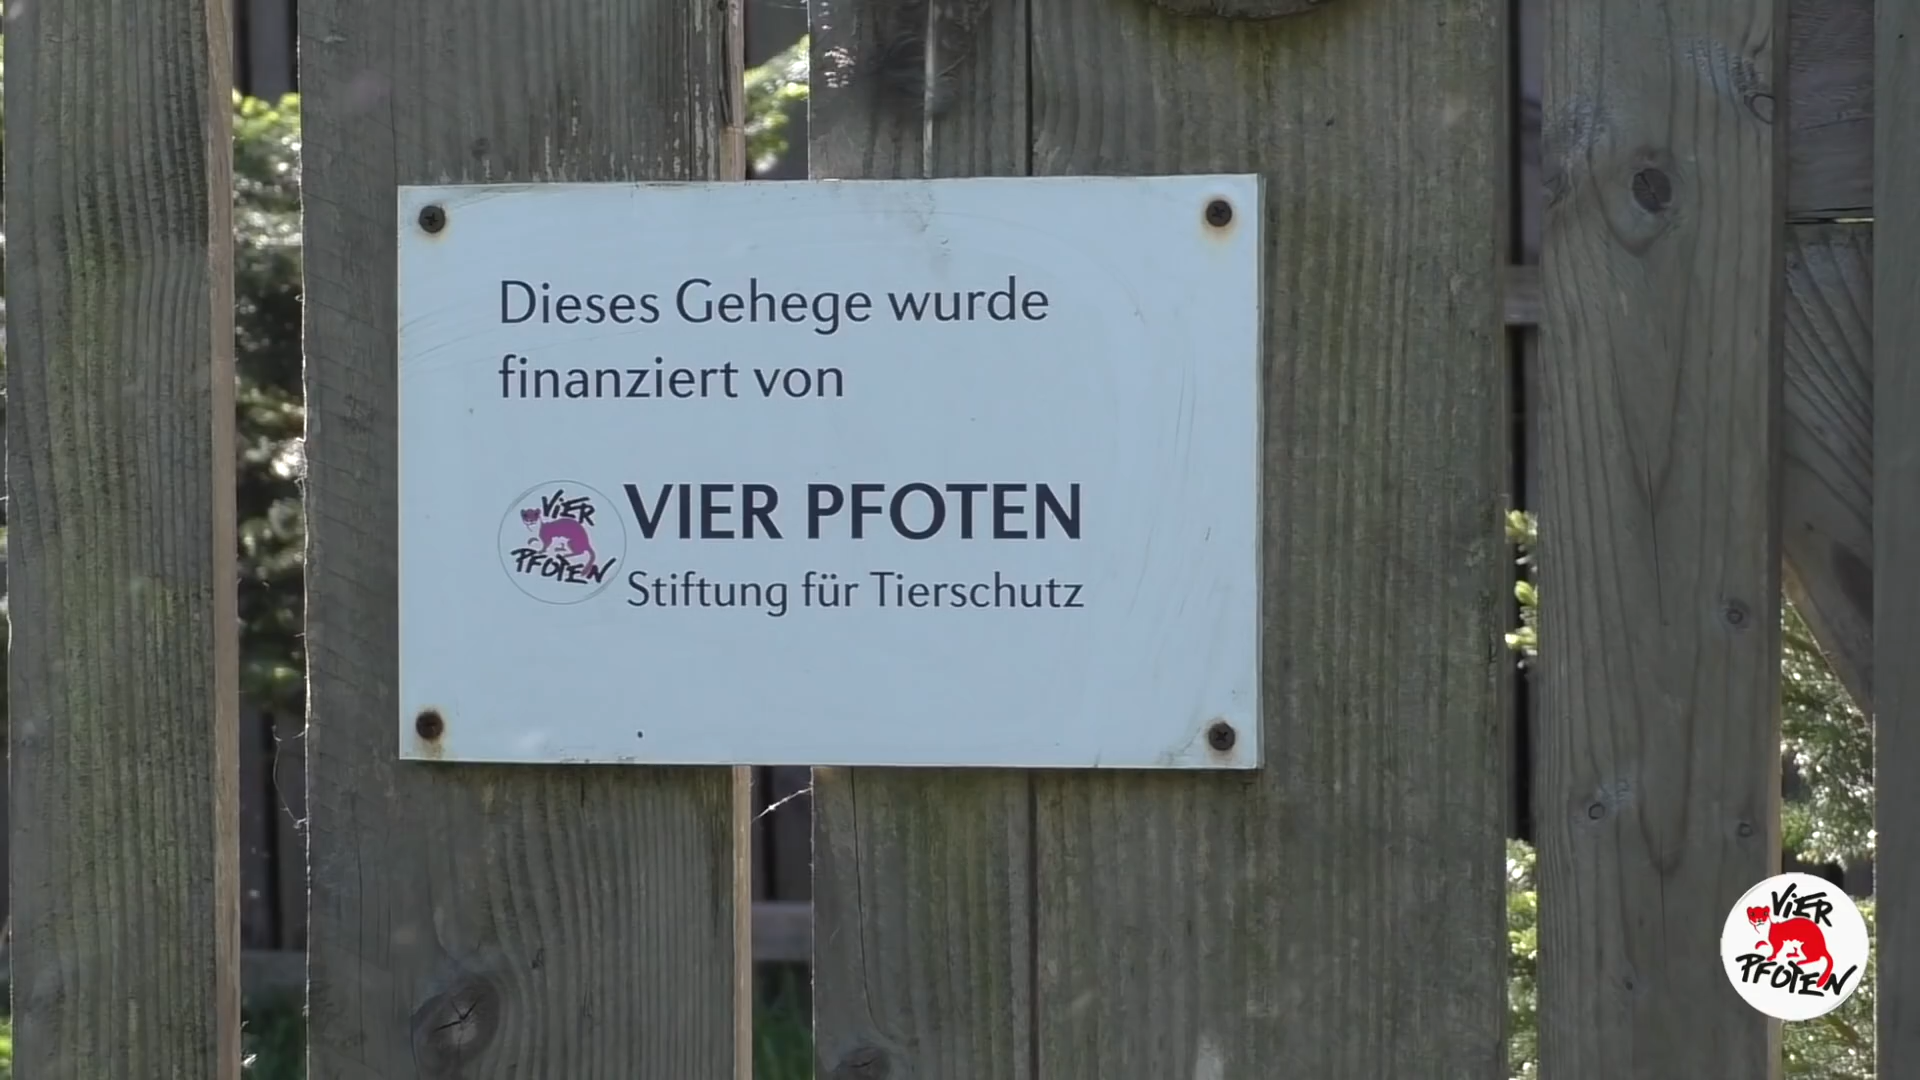 Dieses Gehege wurde
finanziert von
VIER PFOTEN
VIER PFOTEN
Stiftung für Tierschutz
VIER PFOTEN